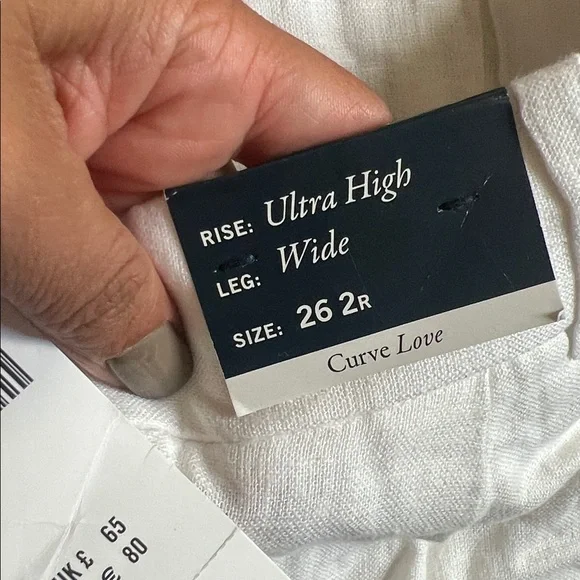 RISE: Ultra High
LEG: Wide
SIZE: 26 2R
Curve Love
UK £ 65
€ 80